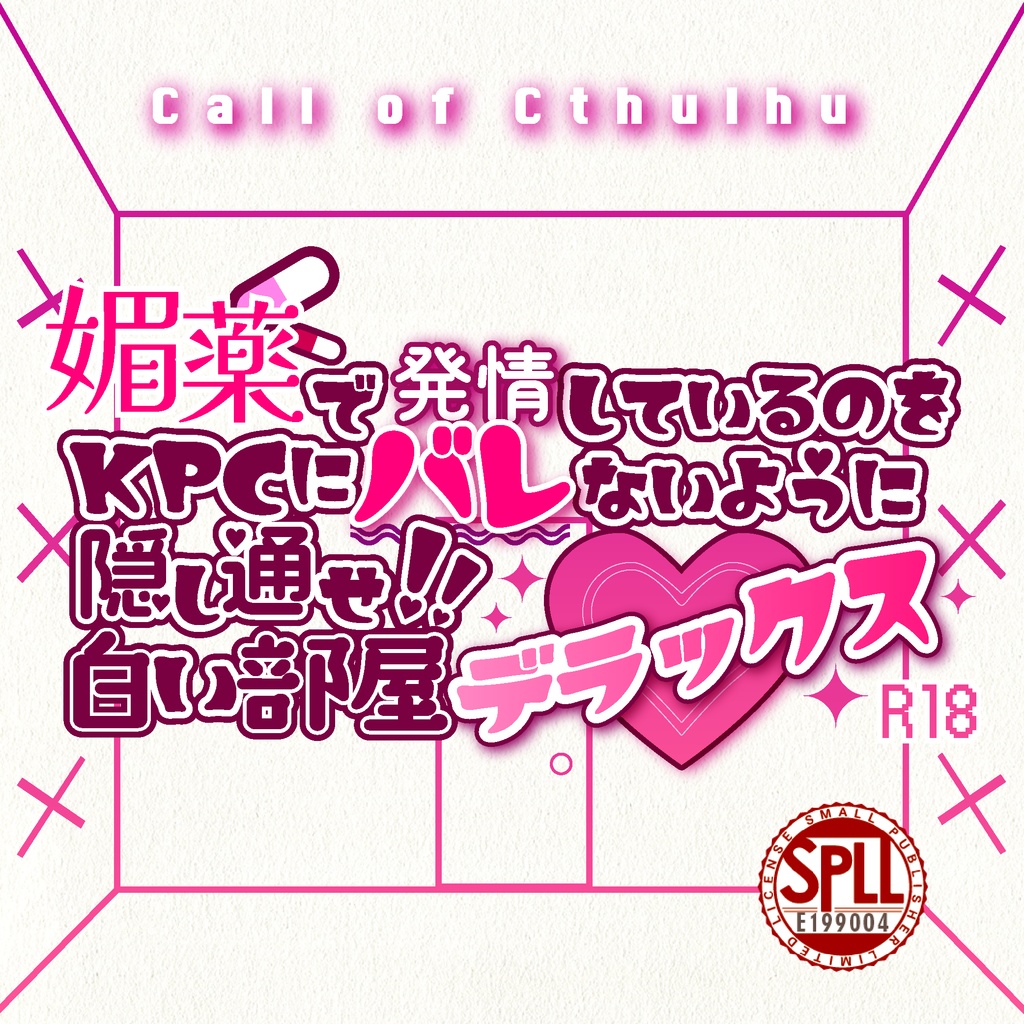 Call of Cthulhu
媚薬で発情しているのを
KPCにバレないように
隠し通せ!!
白い部屋デラックス
R18
SMALL PUBLISHER LIMITED LICENSE
SPLL
E199004